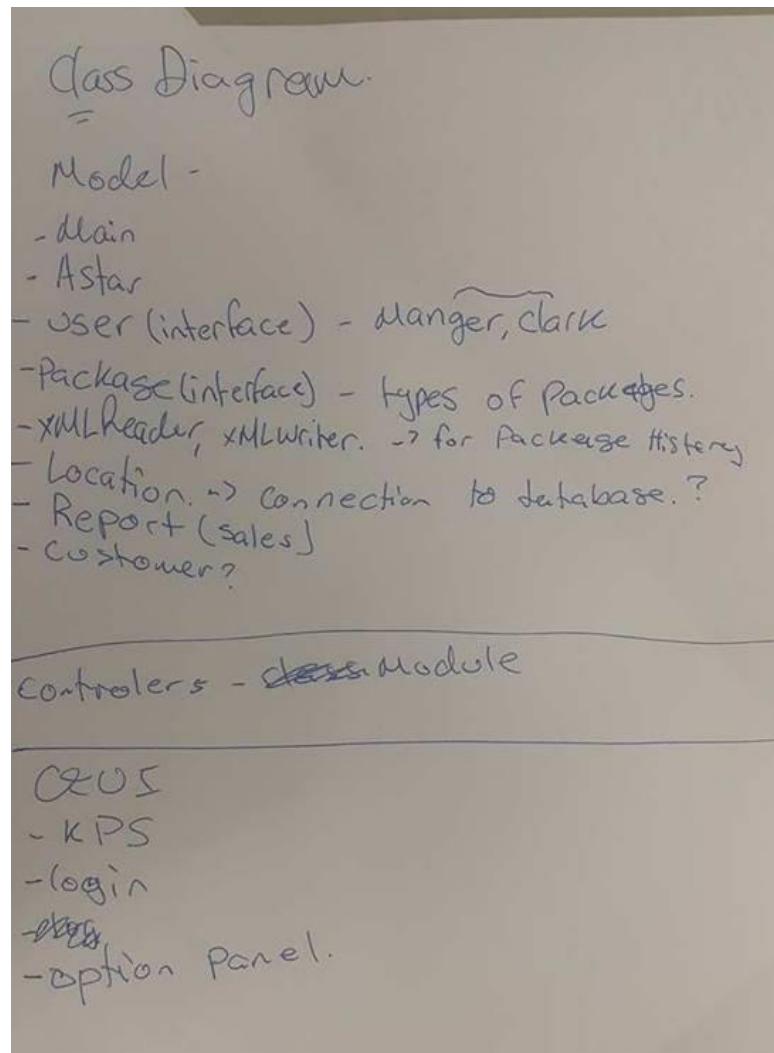 Class Diagram.
Model -
- Main
- Astar
- User (interface) - Manger, Clark
- Package (interface) - types of Packages.
- XMLReader, XMLWriter. -> for Package History
- Location. -> connection to database. ?
- Report (sales)
- Customer?
Controlers - Module
GUI
- KPS
- login
- option Panel.